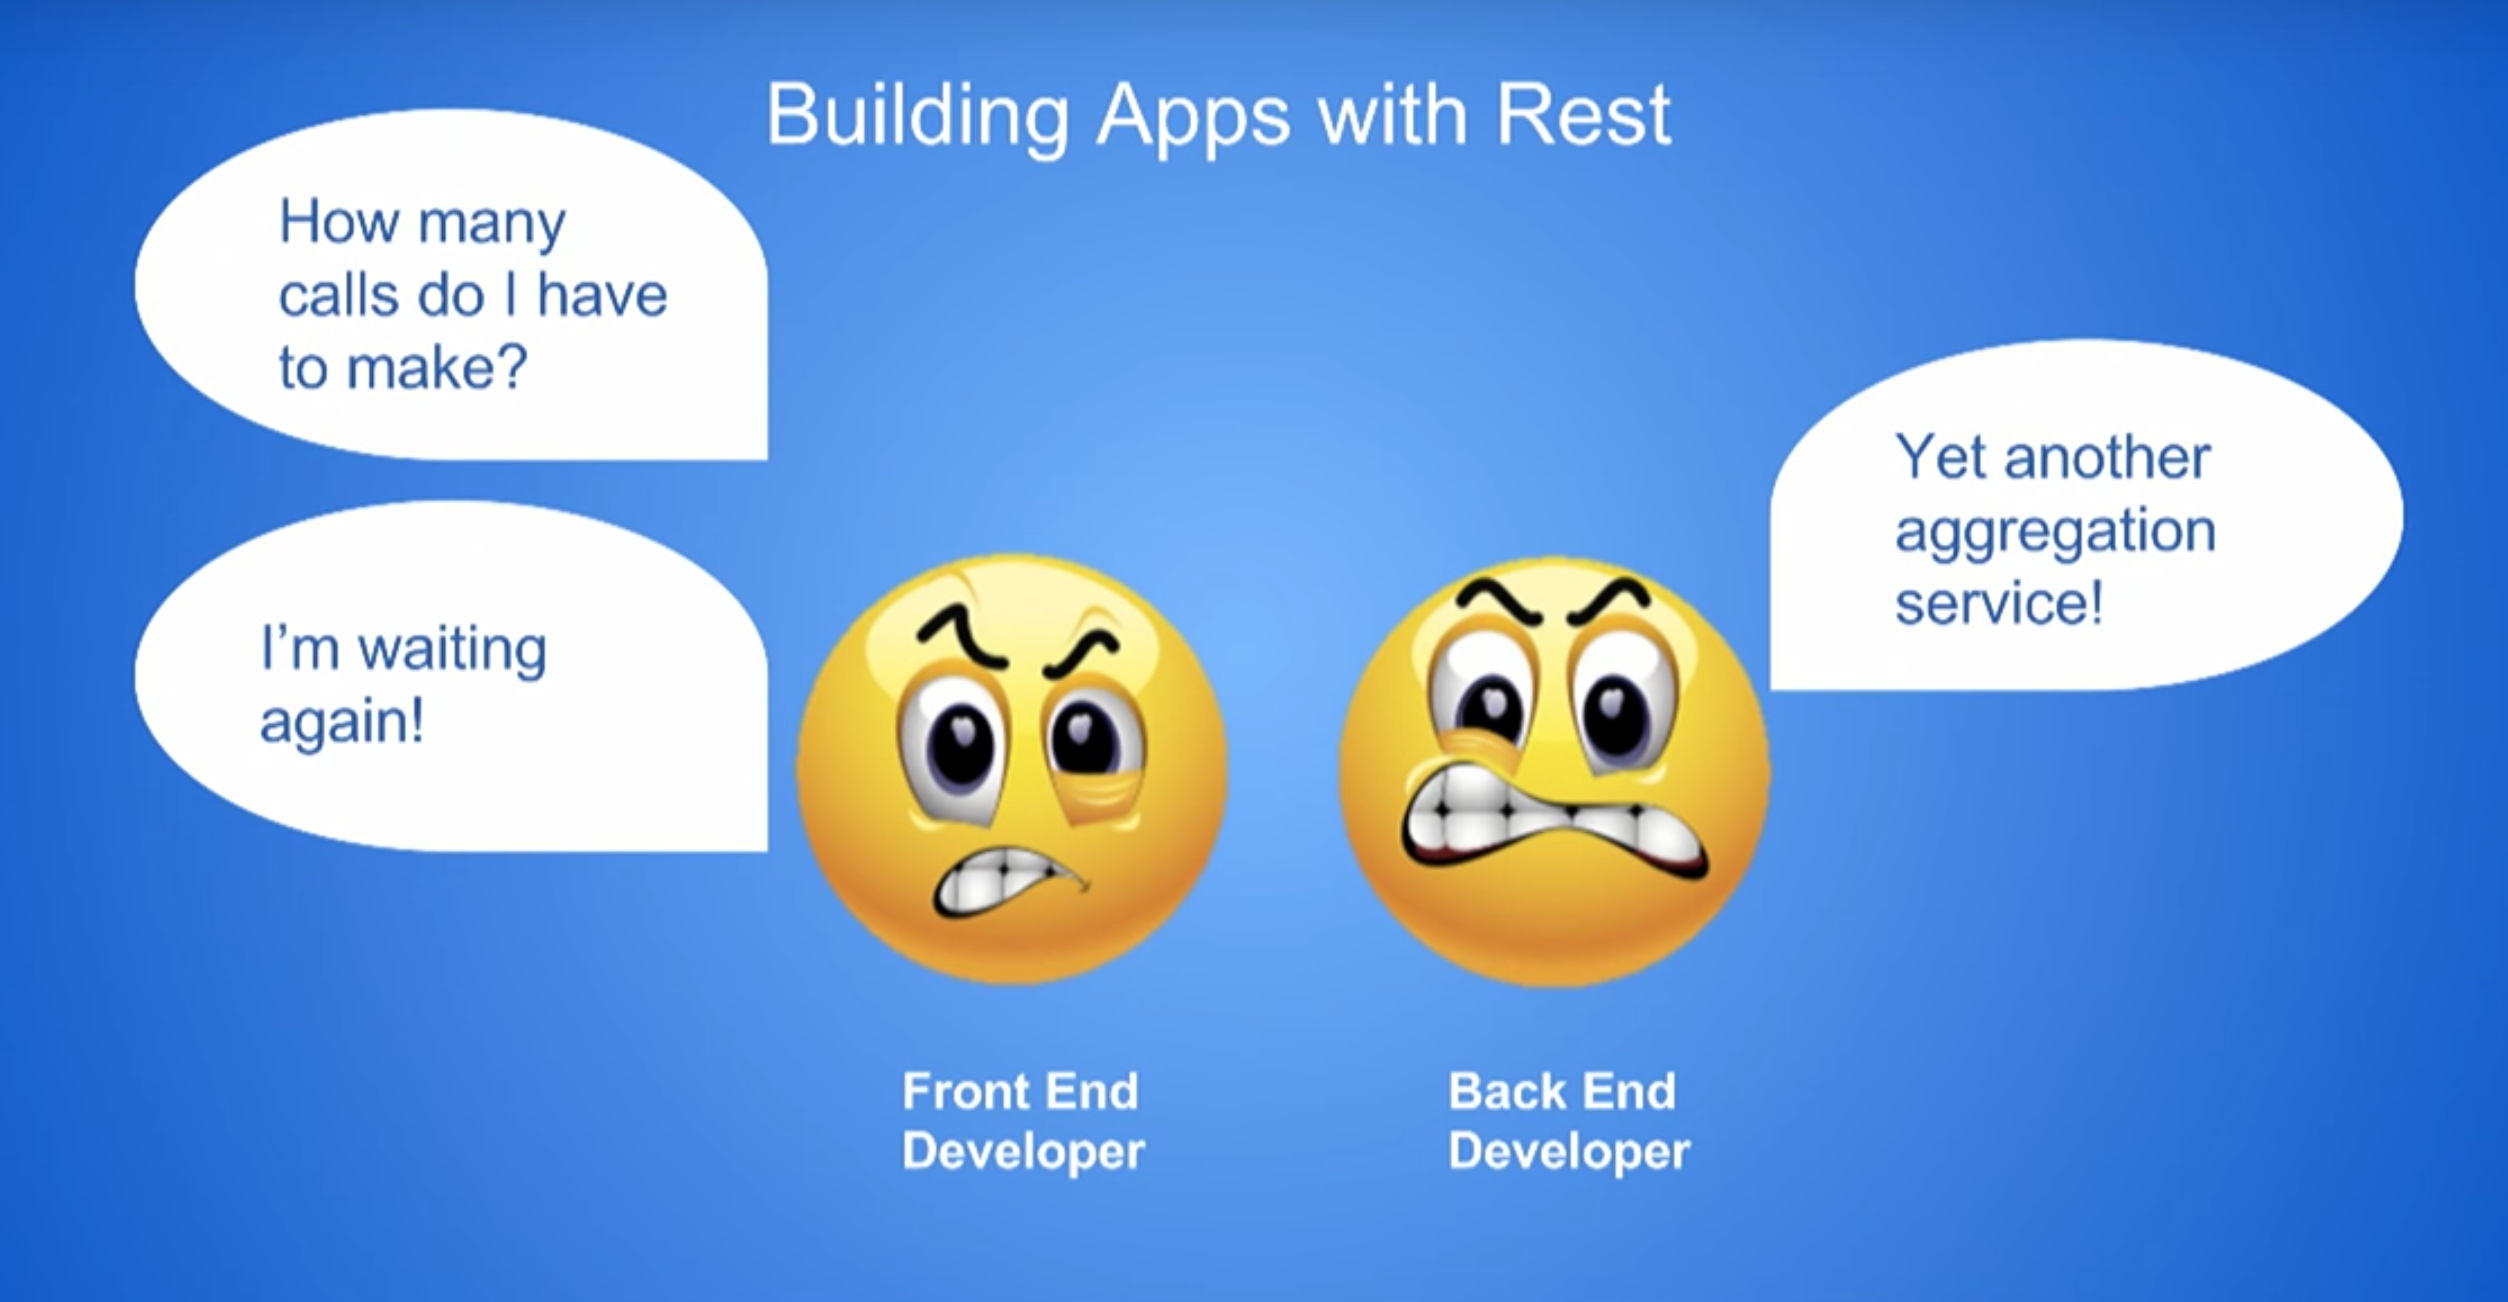 Building Apps with Rest
How many
calls do I have
to make?
I'm waiting
again!
Yet another
aggregation
service!
Front End
Developer
Back End
Developer